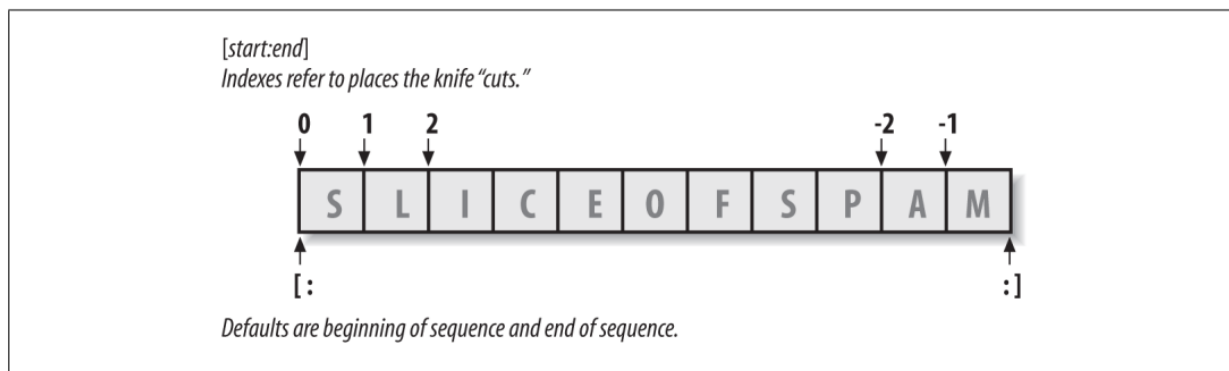 [start:end]
Indexes refer to places the knife “cuts.”
0 1 2 -2 -1
S L I C E O F S P A M
[: :]
Defaults are beginning of sequence and end of sequence.